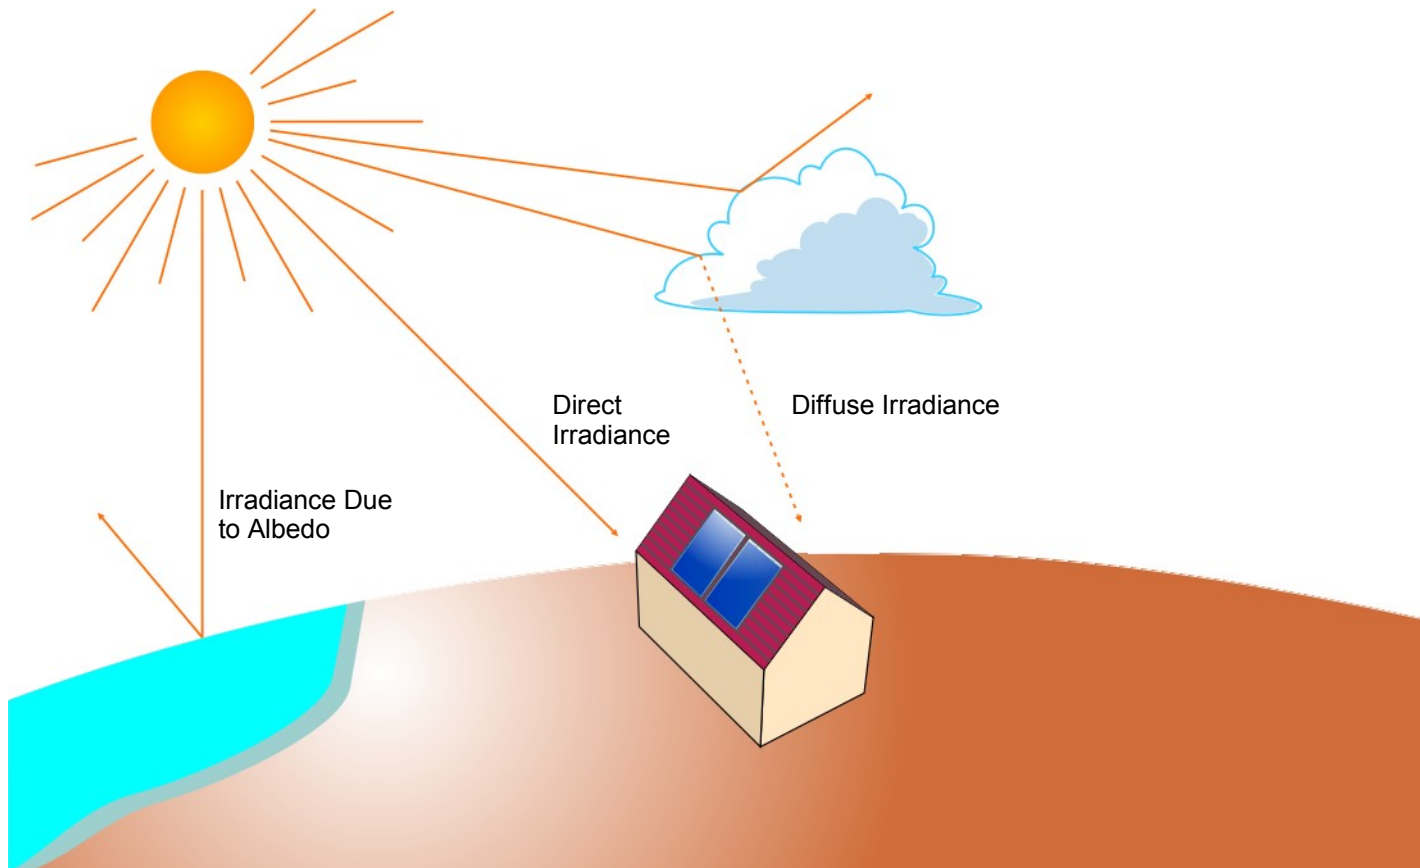 Direct
Irradiance
Diffuse Irradiance
Irradiance Due
to Albedo